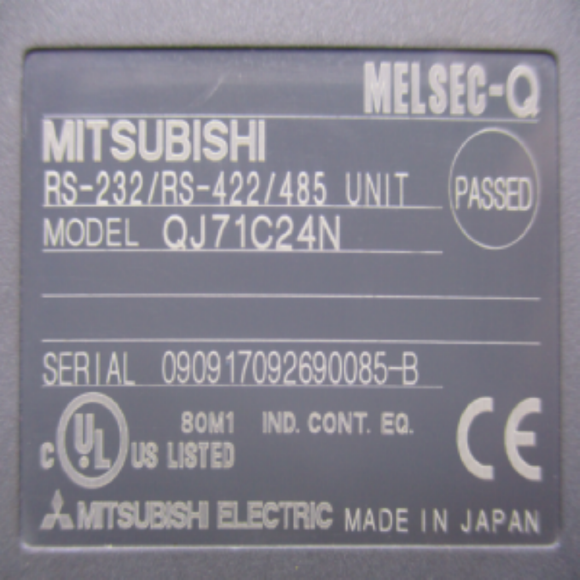 MELSEC-Q
MITSUBISHI
RS-232/RS-422/485 UNIT
PASSED
MODEL QJ71C24N
SERIAL 090917092690085-B
C UL US LISTED 80M1 IND. CONT. EQ.
CE
MITSUBISHI ELECTRIC MADE IN JAPAN